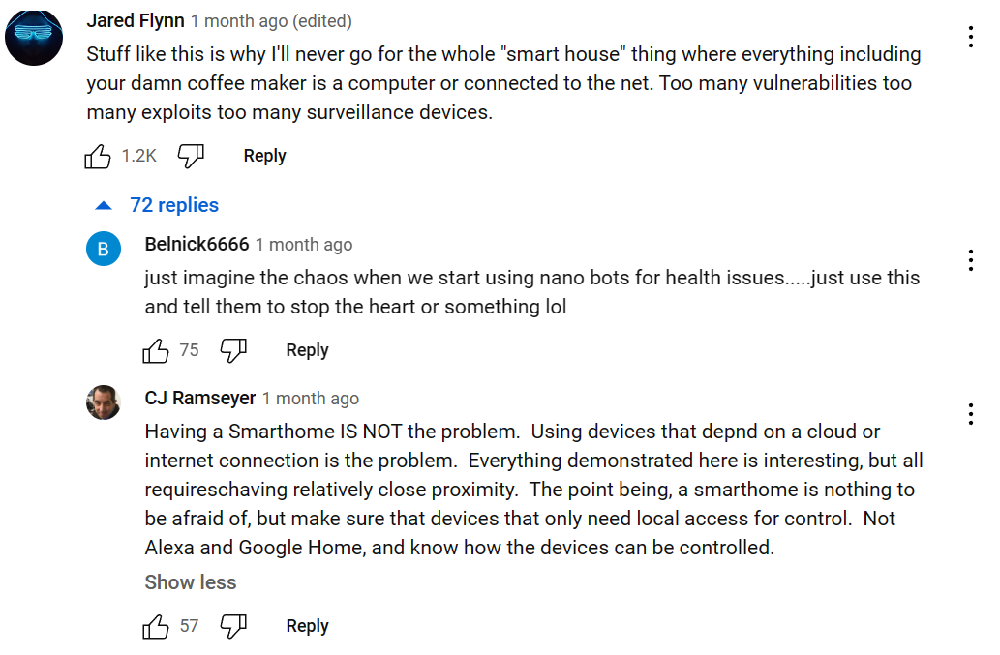 Jared Flynn 1 month ago (edited)
Stuff like this is why I'll never go for the whole "smart house" thing where everything including
your damn coffee maker is a computer or connected to the net. Too many vulnerabilities too
many exploits too many surveillance devices.
1.2K Reply
72 replies
B
Belnick6666 1 month ago
just imagine the chaos when we start using nano bots for health issues.....just use this
and tell them to stop the heart or something lol
75 Reply
CJ Ramseyer 1 month ago
Having a Smarthome IS NOT the problem.  Using devices that depnd on a cloud or
internet connection is the problem.  Everything demonstrated here is interesting, but all
requireschaving relatively close proximity.  The point being, a smarthome is nothing to
be afraid of, but make sure that devices that only need local access for control.  Not
Alexa and Google Home, and know how the devices can be controlled.
Show less
57 Reply